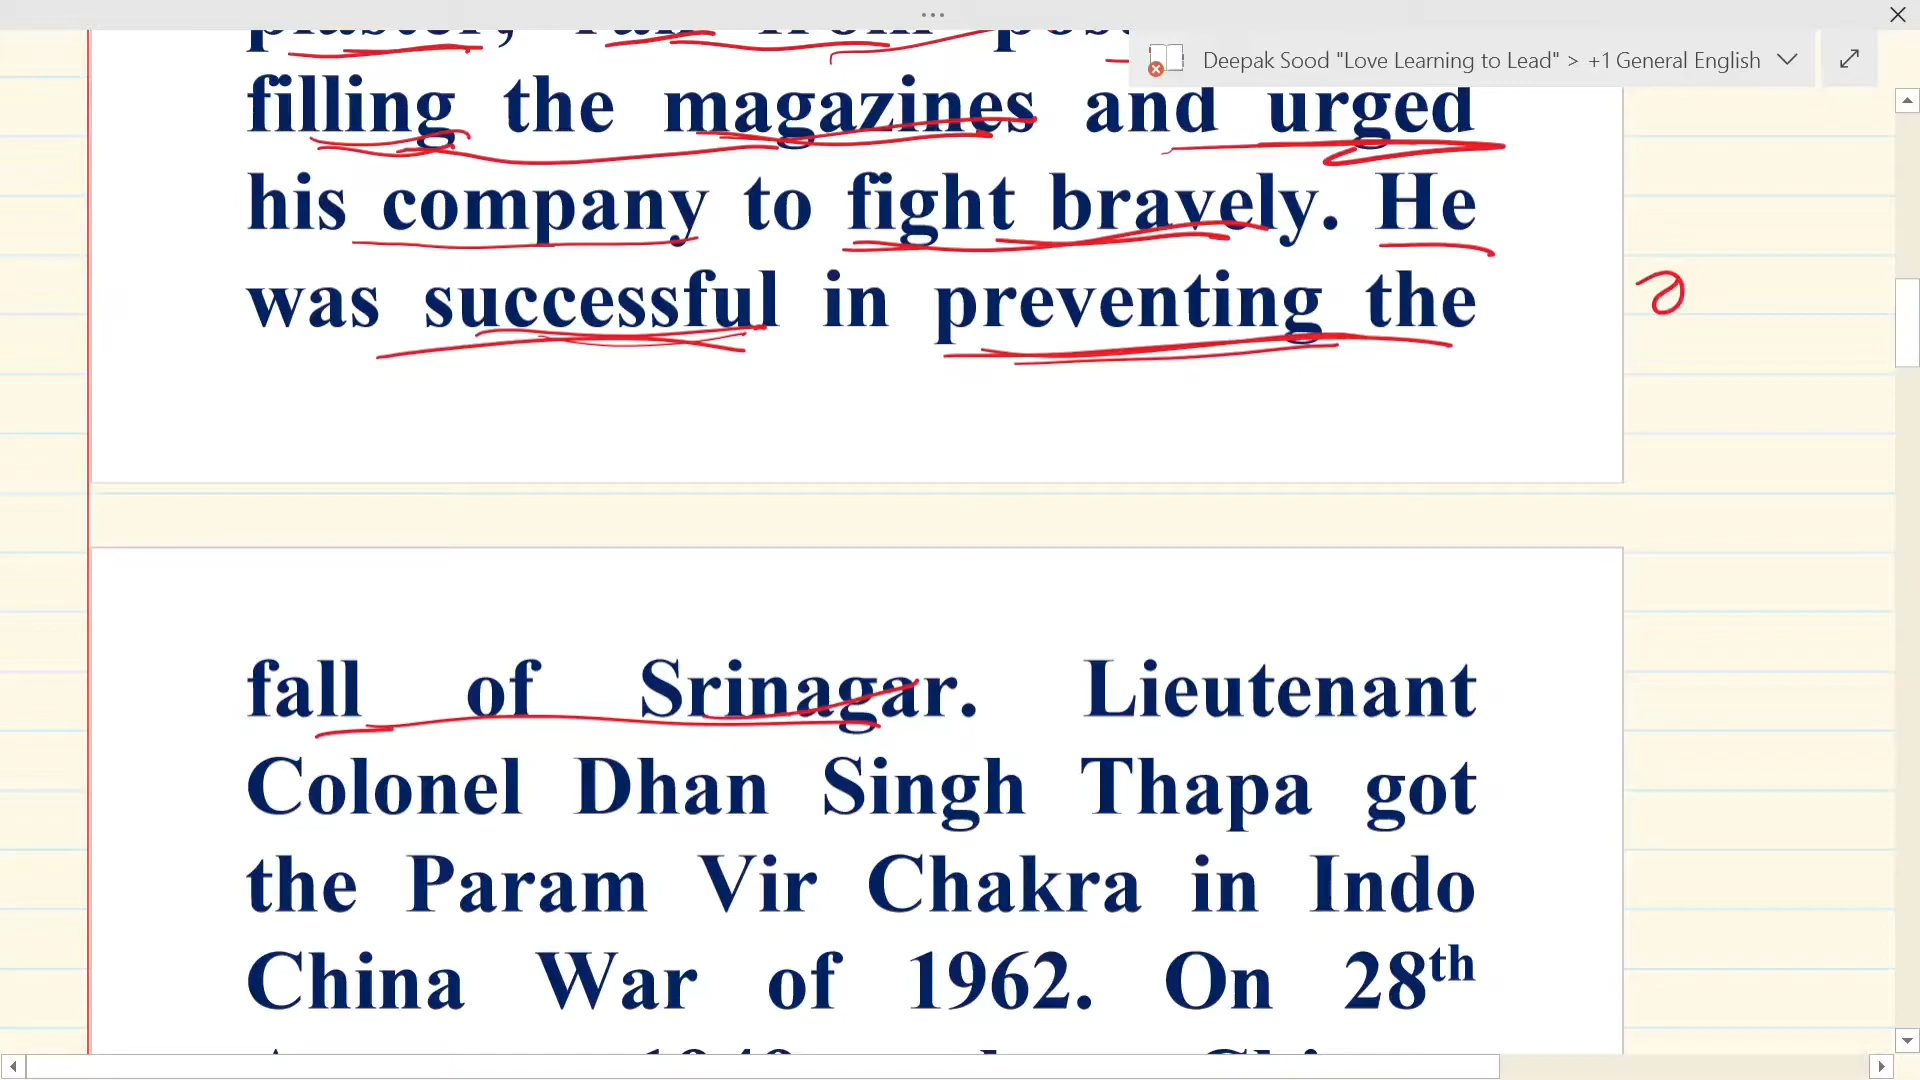 Deepak Sood "Love Learning to Lead" > +1 General English
filling the magazines and urged
his company to fight bravely. He
was successful in preventing the
fall of Srinagar. Lieutenant
Colonel Dhan Singh Thapa got
the Param Vir Chakra in Indo
China War of 1962. On 28th